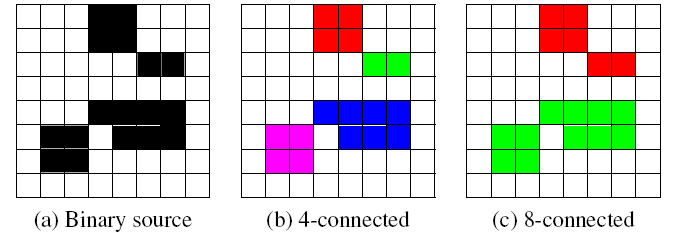 (a) Binary source
(b) 4-connected
(c) 8-connected